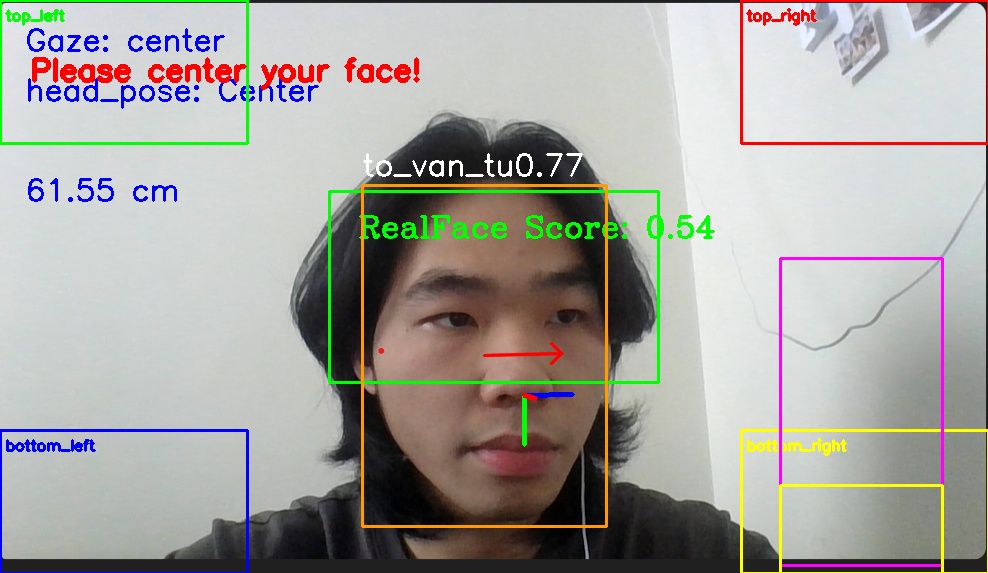 top_left
top_right
Gaze: center
Please center your face!
head_pose: Center
to_van_tu0.77
61.55 cm
RealFace Score: 0.54
bottom_left
bottom_right